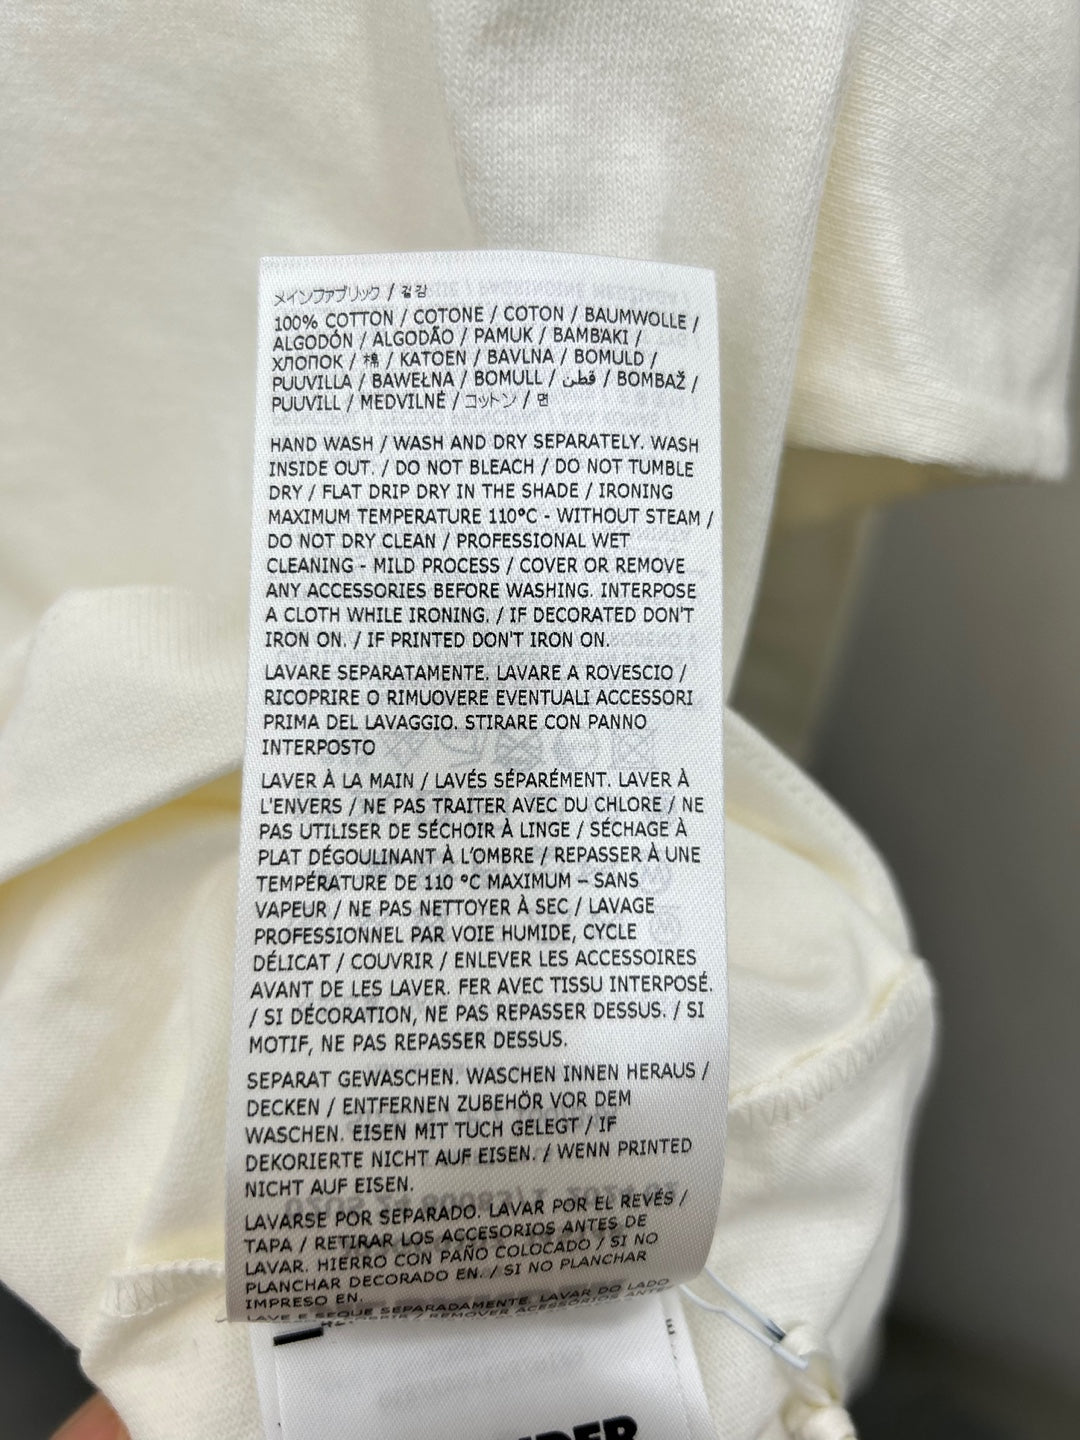 メインファブリック / 겉감
100% COTTON / COTONE / COTON / BAUMWOLLE /
ALGODÓN / ALGODÃO / PAMUK / BAMBAKI /
ХЛОПОК / 棉 / KATOEN / BAVLNA / BOMULD /
PUUVILLA / BAWEŁNA / BOMULL / قطن / BOMBAŽ /
PUUVILL / MEDVILNĖ / コットン / 면
HAND WASH / WASH AND DRY SEPARATELY. WASH
INSIDE OUT. / DO NOT BLEACH / DO NOT TUMBLE
DRY / FLAT DRIP DRY IN THE SHADE / IRONING
MAXIMUM TEMPERATURE 110°C - WITHOUT STEAM /
DO NOT DRY CLEAN / PROFESSIONAL WET
CLEANING - MILD PROCESS / COVER OR REMOVE
ANY ACCESSORIES BEFORE WASHING. INTERPOSE
A CLOTH WHILE IRONING. / IF DECORATED DON'T
IRON ON. / IF PRINTED DON'T IRON ON.
LAVARE SEPARATAMENTE. LAVARE A ROVESCIO /
RICOPRIRE O RIMUOVERE EVENTUALI ACCESSORI
PRIMA DEL LAVAGGIO. STIRARE CON PANNO
INTERPOSTO
LAVER À LA MAIN / LAVÉS SÉPARÉMENT. LAVER À
L'ENVERS / NE PAS TRAITER AVEC DU CHLORE / NE
PAS UTILISER DE SÉCHOIR À LINGE / SÉCHAGE À
PLAT DÉGOULINANT À L'OMBRE / REPASSER À UNE
TEMPÉRATURE DE 110 °C MAXIMUM – SANS
VAPEUR / NE PAS NETTOYER À SEC / LAVAGE
PROFESSIONNEL PAR VOIE HUMIDE, CYCLE
DÉLICAT / COUVRIR / ENLEVER LES ACCESSOIRES
AVANT DE LES LAVER. FER AVEC TISSU INTERPOSÉ.
/ SI DÉCORATION, NE PAS REPASSER DESSUS. / SI
MOTIF, NE PAS REPASSER DESSUS.
SEPARAT GEWASCHEN. WASCHEN INNEN HERAUS /
DECKEN / ENTFERNEN ZUBEHÖR VOR DEM
WASCHEN. EISEN MIT TUCH GELEGT / IF
DEKORIERTE NICHT AUF EISEN. / WENN PRINTED
NICHT AUF EISEN.
LAVARSE POR SEPARADO. LAVAR POR EL REVÉS /
TAPA / RETIRAR LOS ACCESORIOS ANTES DE
LAVAR. HIERRO CON PAÑO COLOCADO / SI NO
PLANCHAR DECORADO EN. / SI NO PLANCHAR
IMPRESO EN.
LAVE E SEQUE SEPARADAMENTE. LAVAR DO LADO
/ REMOVER ACESSÓRIOS ANTES